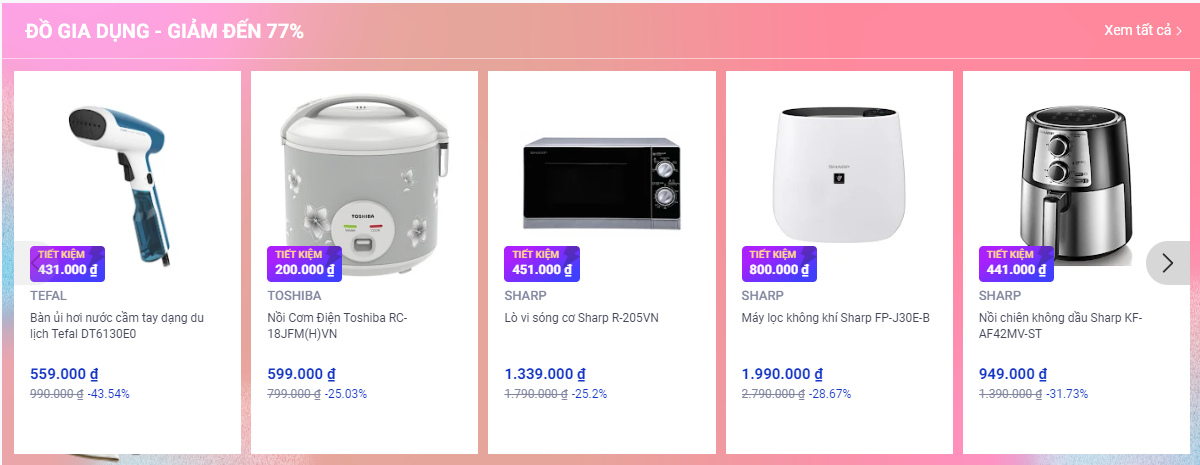 ĐỒ GIA DỤNG - GIẢM ĐẾN 77%
Xem tất cả
TIẾT KIỆM
431.000 ₫
TEFAL
Bàn ủi hơi nước cầm tay dạng du
lịch Tefal DT6130E0
559.000 ₫
990.000 ₫ -43.54%
TOSHIBA
TIẾT KIỆM
200.000 ₫
TOSHIBA
Nồi Cơm Điện Toshiba RC-
18JFM(H)VN
599.000 ₫
799.000 ₫ -25.03%
SHARP
TIẾT KIỆM
451.000 ₫
SHARP
Lò vi sóng cơ Sharp R-205VN
1.339.000 ₫
1.790.000 ₫ -25.2%
SHARP
TIẾT KIỆM
800.000 ₫
SHARP
Máy lọc không khí Sharp FP-J30E-B
1.990.000 ₫
2.790.000 ₫ -28.67%
SHARP
TIẾT KIỆM
441.000 ₫
SHARP
Nồi chiên không dầu Sharp KF-
AF42MV-ST
949.000 ₫
1.390.000 ₫ -31.73%